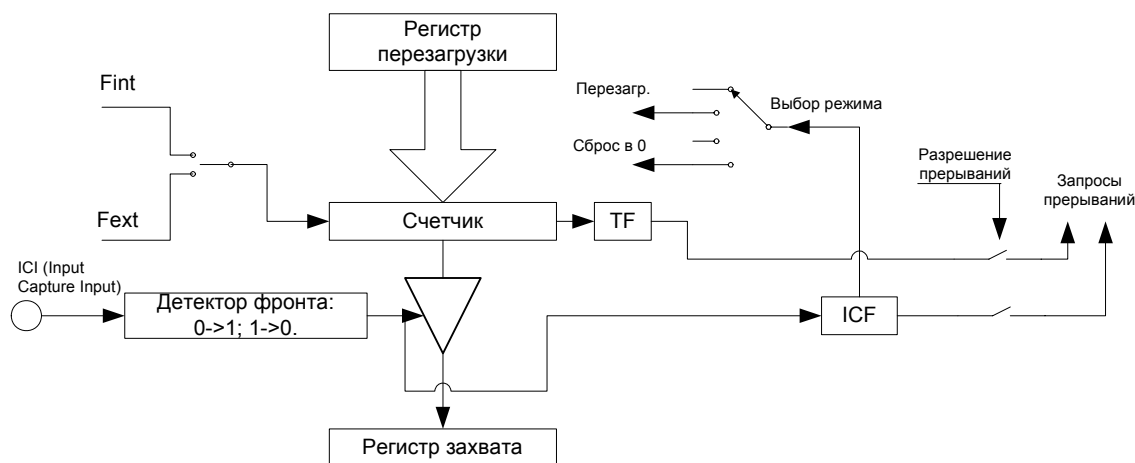 Регистр
перезагрузки
Fint
Перезагр.
Выбор режима
Сброс в 0
Разрешение
прерываний
Запросы
прерываний
Fext
Счетчик
TF
ICI (Input
Capture Input)
Детектор фронта:
0->1; 1->0.
ICF
Регистр захвата